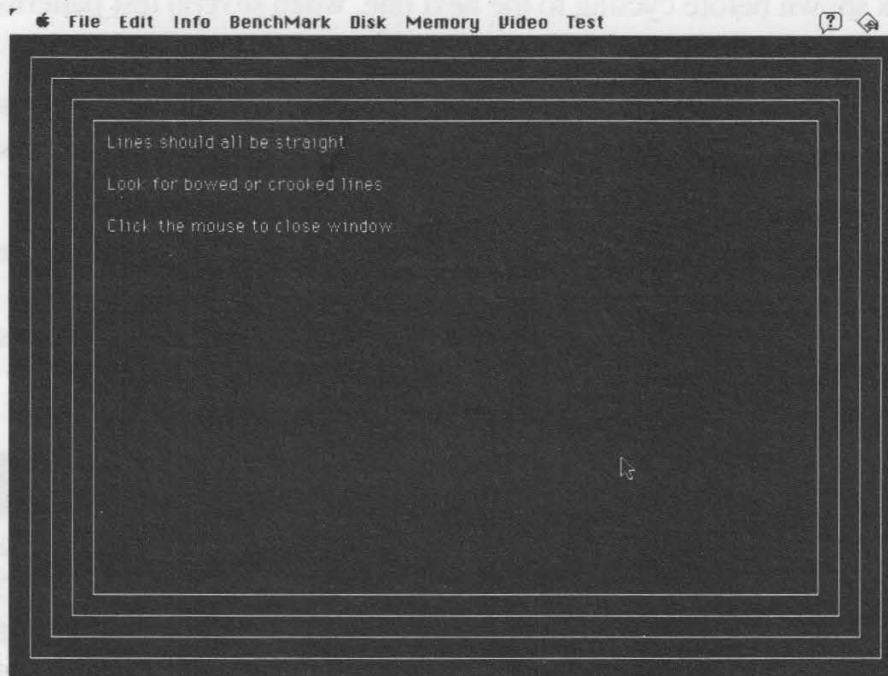 File Edit Info BenchMark Disk Memory Video Test
Lines should all be straight.
Look for bowed or crooked lines
Click the mouse to close window...